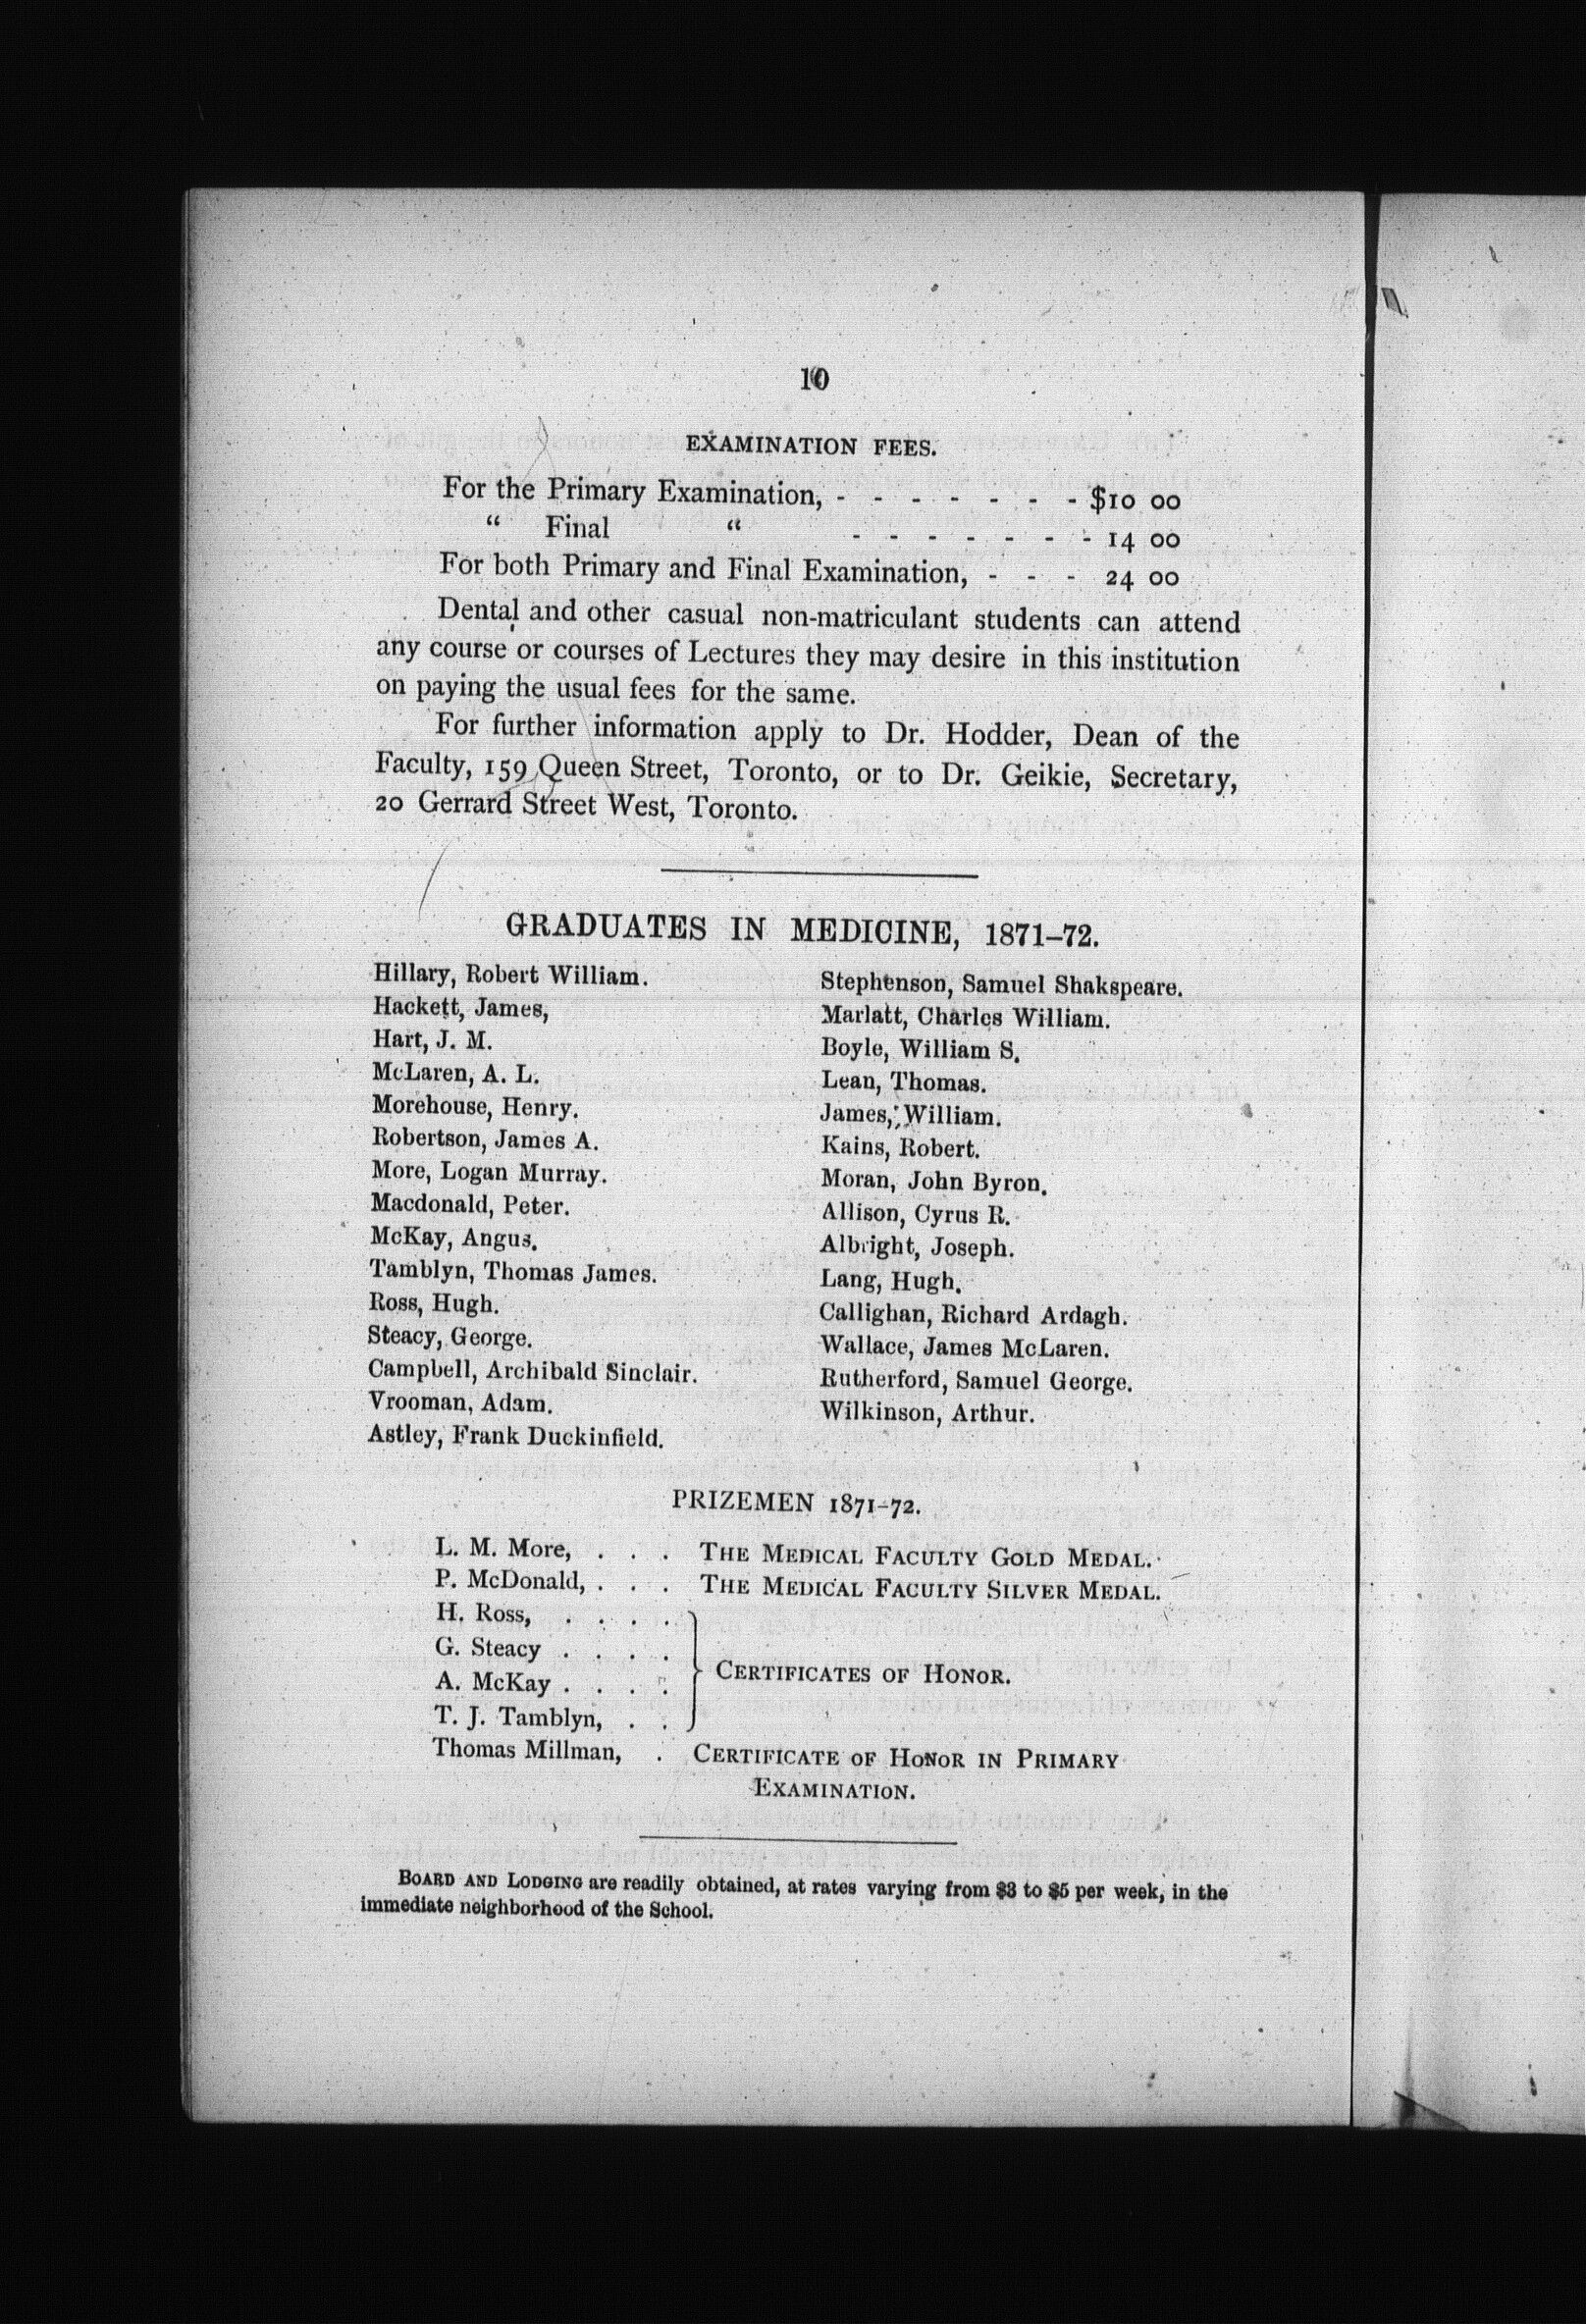 10
EXAMINATION FEES.
For the Primary Examination, - - - - - - - $10 00
“ Final “ - - - - - - - 14 00
For both Primary and Final Examination, - - - 24 00
Dental and other casual non-matriculant students can attend
any course or courses of Lectures they may desire in this institution
on paying the usual fees for the same.
For further information apply to Dr. Hodder, Dean of the
Faculty, 159 Queen Street, Toronto, or to Dr. Geikie, Secretary,
20 Gerrard Street West, Toronto.
GRADUATES IN MEDICINE, 1871–72.
Hillary, Robert William.
Hackett, James,
Hart, J. M.
McLaren, A. L.
Morehouse, Henry.
Robertson, James A.
More, Logan Murray.
Macdonald, Peter.
McKay, Angus.
Tamblyn, Thomas James.
Ross, Hugh.
Steacy, George.
Campbell, Archibald Sinclair.
Vrooman, Adam.
Astley, Frank Duckinfield.
Stephenson, Samuel Shakspeare.
Marlatt, Charles William.
Boyle, William S.
Lean, Thomas.
James, William.
Kains, Robert.
Moran, John Byron.
Allison, Cyrus R.
Albright, Joseph.
Lang, Hugh.
Callighan, Richard Ardagh.
Wallace, James McLaren.
Rutherford, Samuel George.
Wilkinson, Arthur.
PRIZEMEN 1871–72.
L. M. More, . . . THE MEDICAL FACULTY GOLD MEDAL.
P. McDonald, . . . THE MEDICAL FACULTY SILVER MEDAL.
H. Ross, . . . .
G. Steacy . . . .
A. McKay . . . .
T. J. Tamblyn, . .
CERTIFICATES OF HONOR.
Thomas Millman, . CERTIFICATE OF HONOR IN PRIMARY
EXAMINATION.
BOARD AND LODGING are readily obtained, at rates varying from $3 to $5 per week, in the
immediate neighborhood of the School.